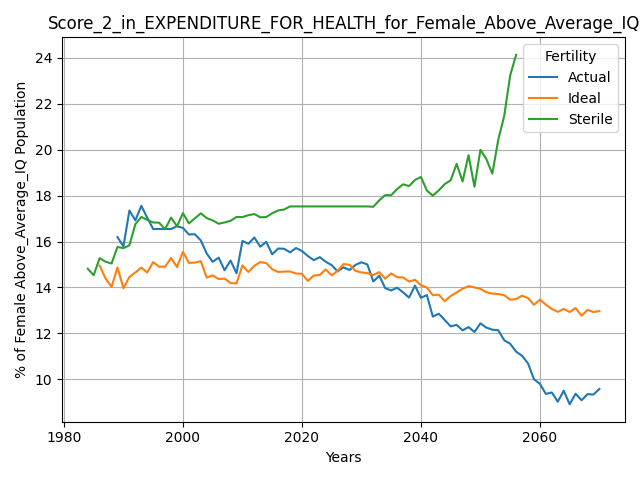 Score_2_in_EXPENDITURE_FOR_HEALTH_for_Female_Above_Average_IQ
% of Female Above_Average_IQ Population
24
22
20
18
16
14
12
10
Fertility
Actual
Ideal
Sterile
1980
2000
2020
2040
2060
Years